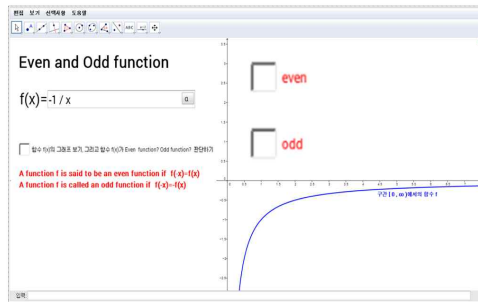 편집 보기 선택사항 도움말
ABC
Even and Odd function
even
f(x)= -1 / x
odd
함수 f(x)의 그래프 보기, 그리고 함수 f(x)가 Even function? Odd function? 판단하기
A function f is said to be an even function if f(-x)=f(x)
A function f is called an odd function if f(-x)=-f(x)
구간 [ 0 , ∞ )에서의 함수 f
입력: